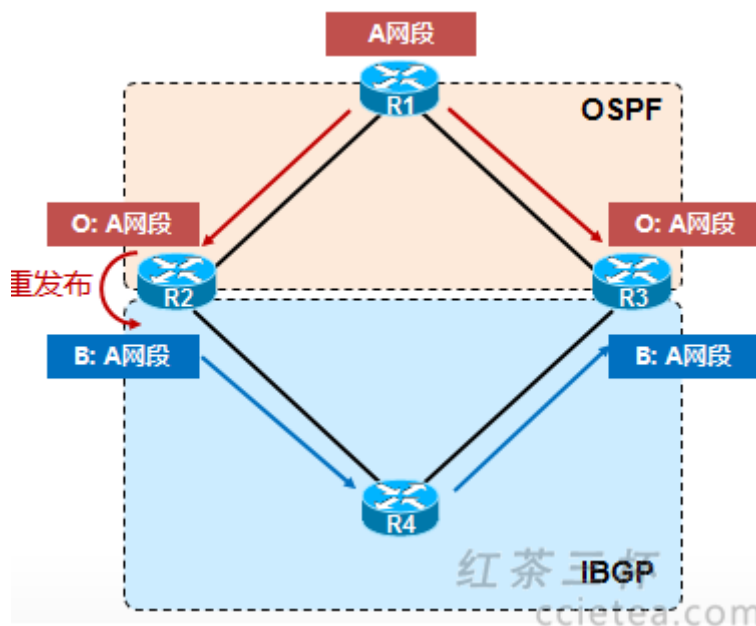 A网段
R1
OSPF
O: A网段
O: A网段
重发布
R2
R3
B: A网段
B: A网段
R4
红茶三杯
IBGP
ccietea.com